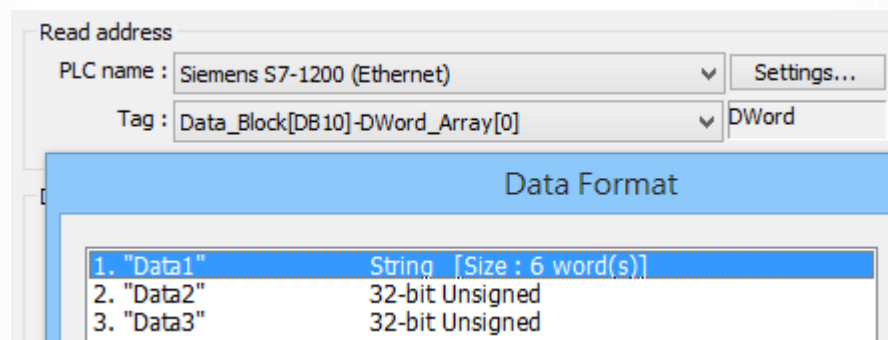 Read address
PLC name : Siemens S7-1200 (Ethernet) Settings...
Tag : Data_Block[DB10]-DWord_Array[0] DWord
Data Format
1. "Data1" String [Size : 6 word(s)]
2. "Data2" 32-bit Unsigned
3. "Data3" 32-bit Unsigned